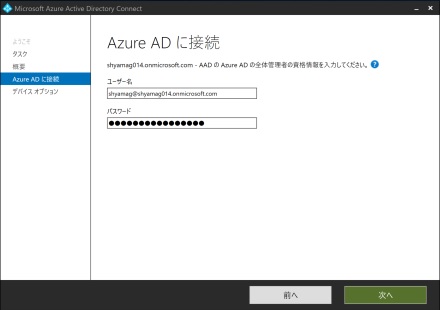 Microsoft Azure Active Directory Connect
ようこそ
タスク
概要
Azure AD に接続
デバイス オプション
Azure AD に接続
shyamag014.onmicrosoft.com - AAD の Azure AD の全体管理者の資格情報を入力してください。 ?
ユーザー名
shyamag@shyamag014.onmicrosoft.com
パスワード
●●●●●●●●●●●●●●●●
前へ
次へ